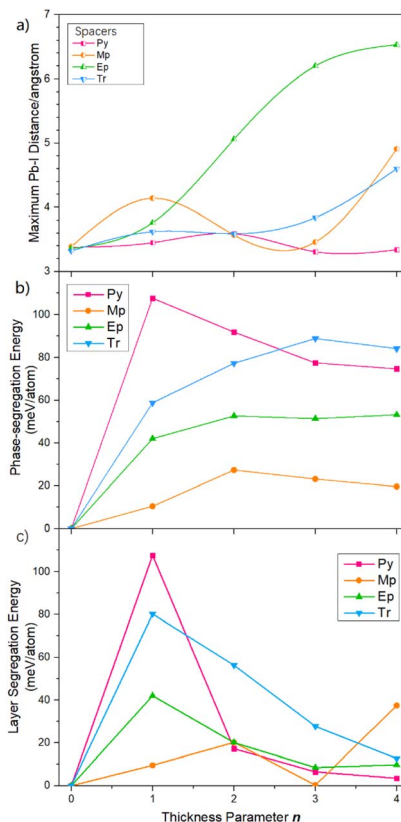 a)
Spacers
Py
Mp
Ep
Tr
7
6
5
4
3
Maximum Pb-I Distance/angstrom
b)
Py
Mp
Ep
Tr
100
80
60
40
20
0
Phase-segregation Energy
(meV/atom)
c)
Py
Mp
Ep
Tr
100
80
60
40
20
0
Layer Segregation Energy
(meV/atom)
0 1 2 3 4
Thickness Parameter n